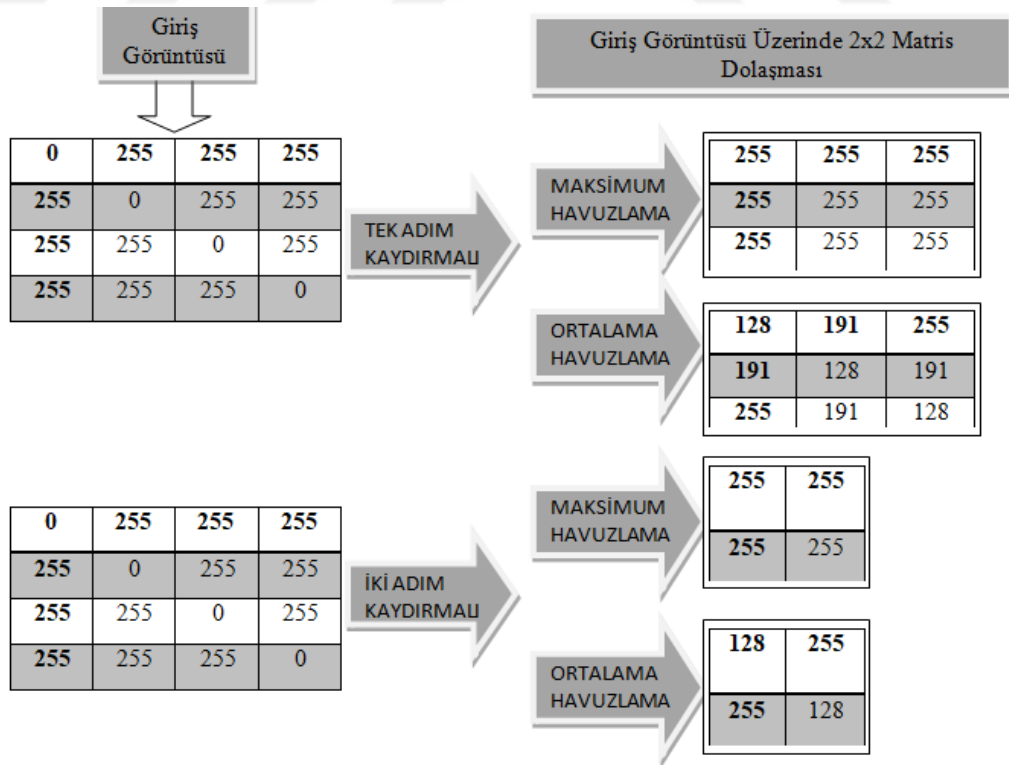 Giriş
Görüntüsü
Giriş Görüntüsü Üzerinde 2x2 Matris
Dolaşması
0 255 255 255
255 0 255 255
255 255 0 255
255 255 255 0
TEK ADIM
KAYDIRMALI
MAKSİMUM
HAVUZLAMA
255 255 255
255 255 255
255 255 255
ORTALAMA
HAVUZLAMA
128 191 255
191 128 191
255 191 128
0 255 255 255
255 0 255 255
255 255 0 255
255 255 255 0
İKİ ADIM
KAYDIRMALI
MAKSİMUM
HAVUZLAMA
255 255
255 255
ORTALAMA
HAVUZLAMA
128 255
255 128